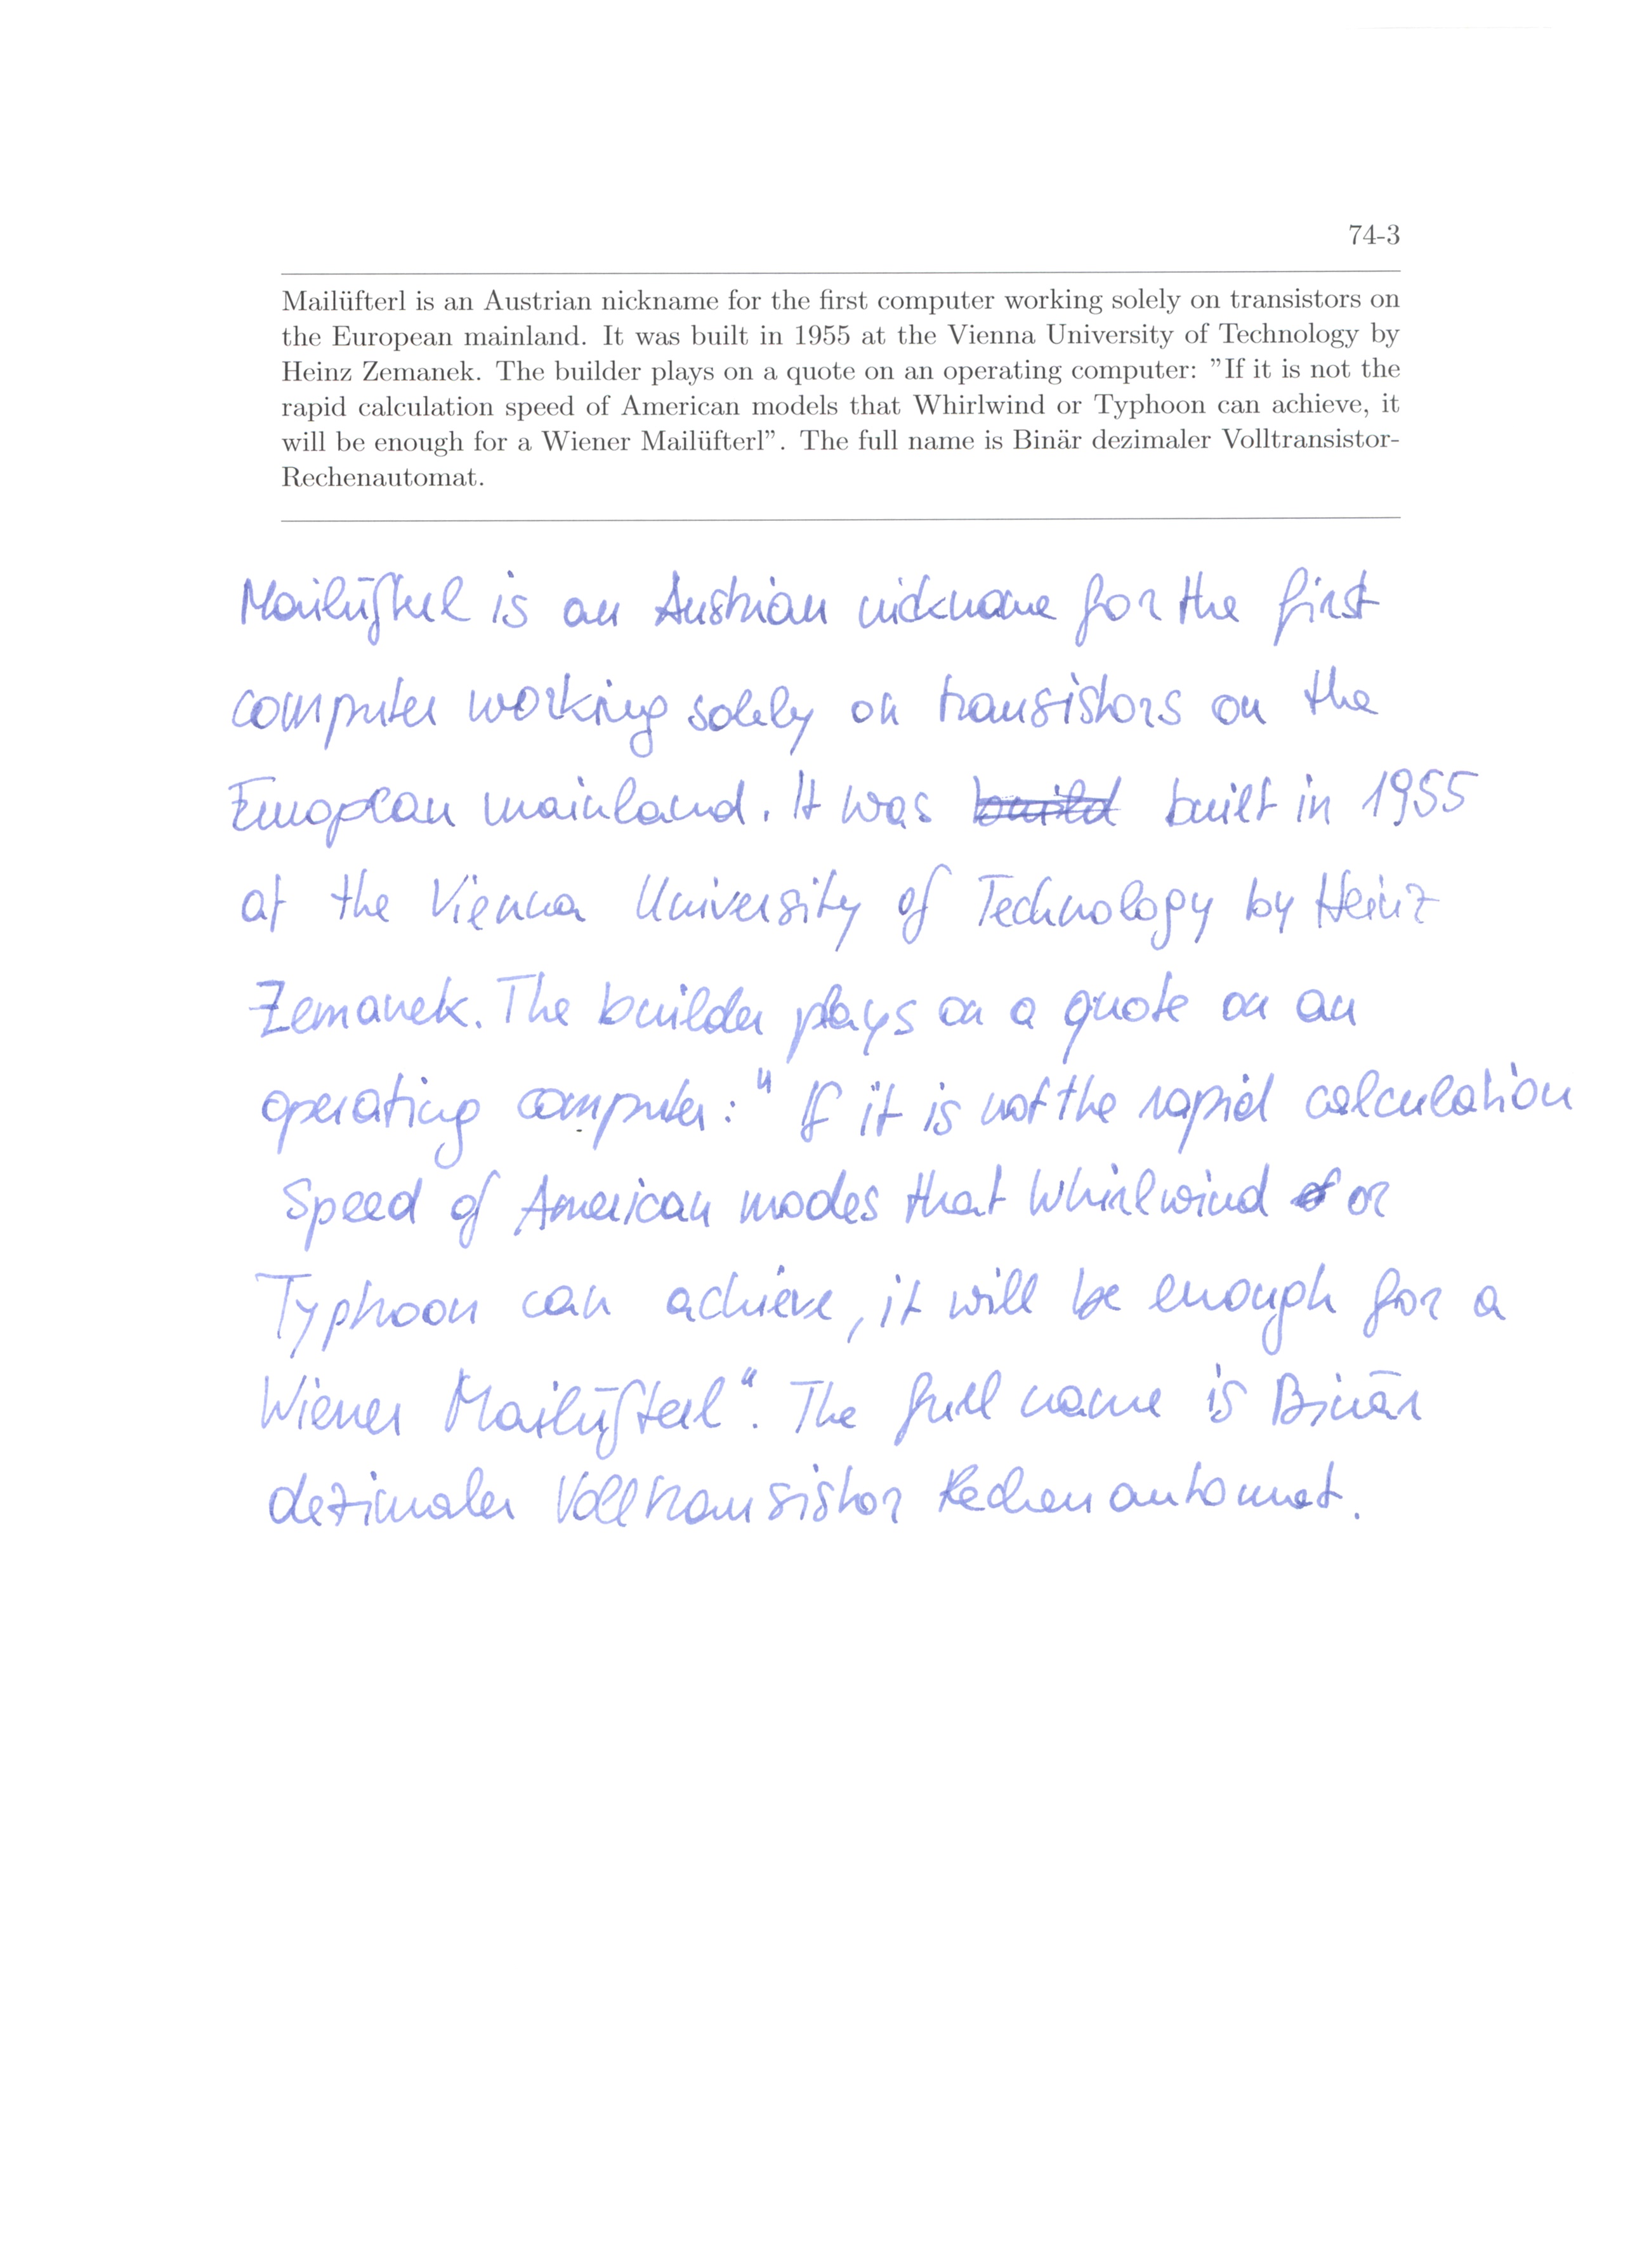 74-3
Mailüfterl is an Austrian nickname for the first computer working solely on transistors on
the European mainland. It was built in 1955 at the Vienna University of Technology by
Heinz Zemanek. The builder plays on a quote on an operating computer: ”If it is not the
rapid calculation speed of American models that Whirlwind or Typhoon can achieve, it
will be enough for a Wiener Mailüfterl”. The full name is Binär dezimaler Volltransistor-
Rechenautomat.
Mailüfterl is an Austrian nickname for the first
computer working solely on transistors on the
European mainland. It was build built in 1955
at the Vienna University of Technology by Heinz
Zemanek. The builder plays on a quote on an
operating computer: " If it is not the rapid calculation
Speed of American modes that Whirlwind or
Typhoon can achieve, it will be enough for a
Wiener Mailüfterl". The full name is Binär
dezimaler Volltransistor Rechenautomat.